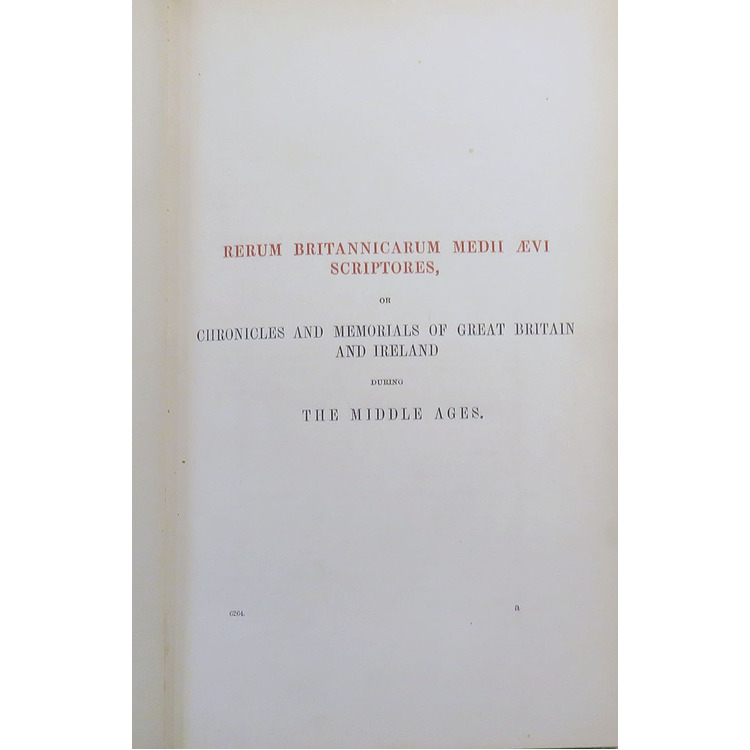 RERUM BRITANNICARUM MEDII ÆVI
SCRIPTORES,
OR
CHRONICLES AND MEMORIALS OF GREAT BRITAIN
AND IRELAND
DURING
THE MIDDLE AGES.
6264. a